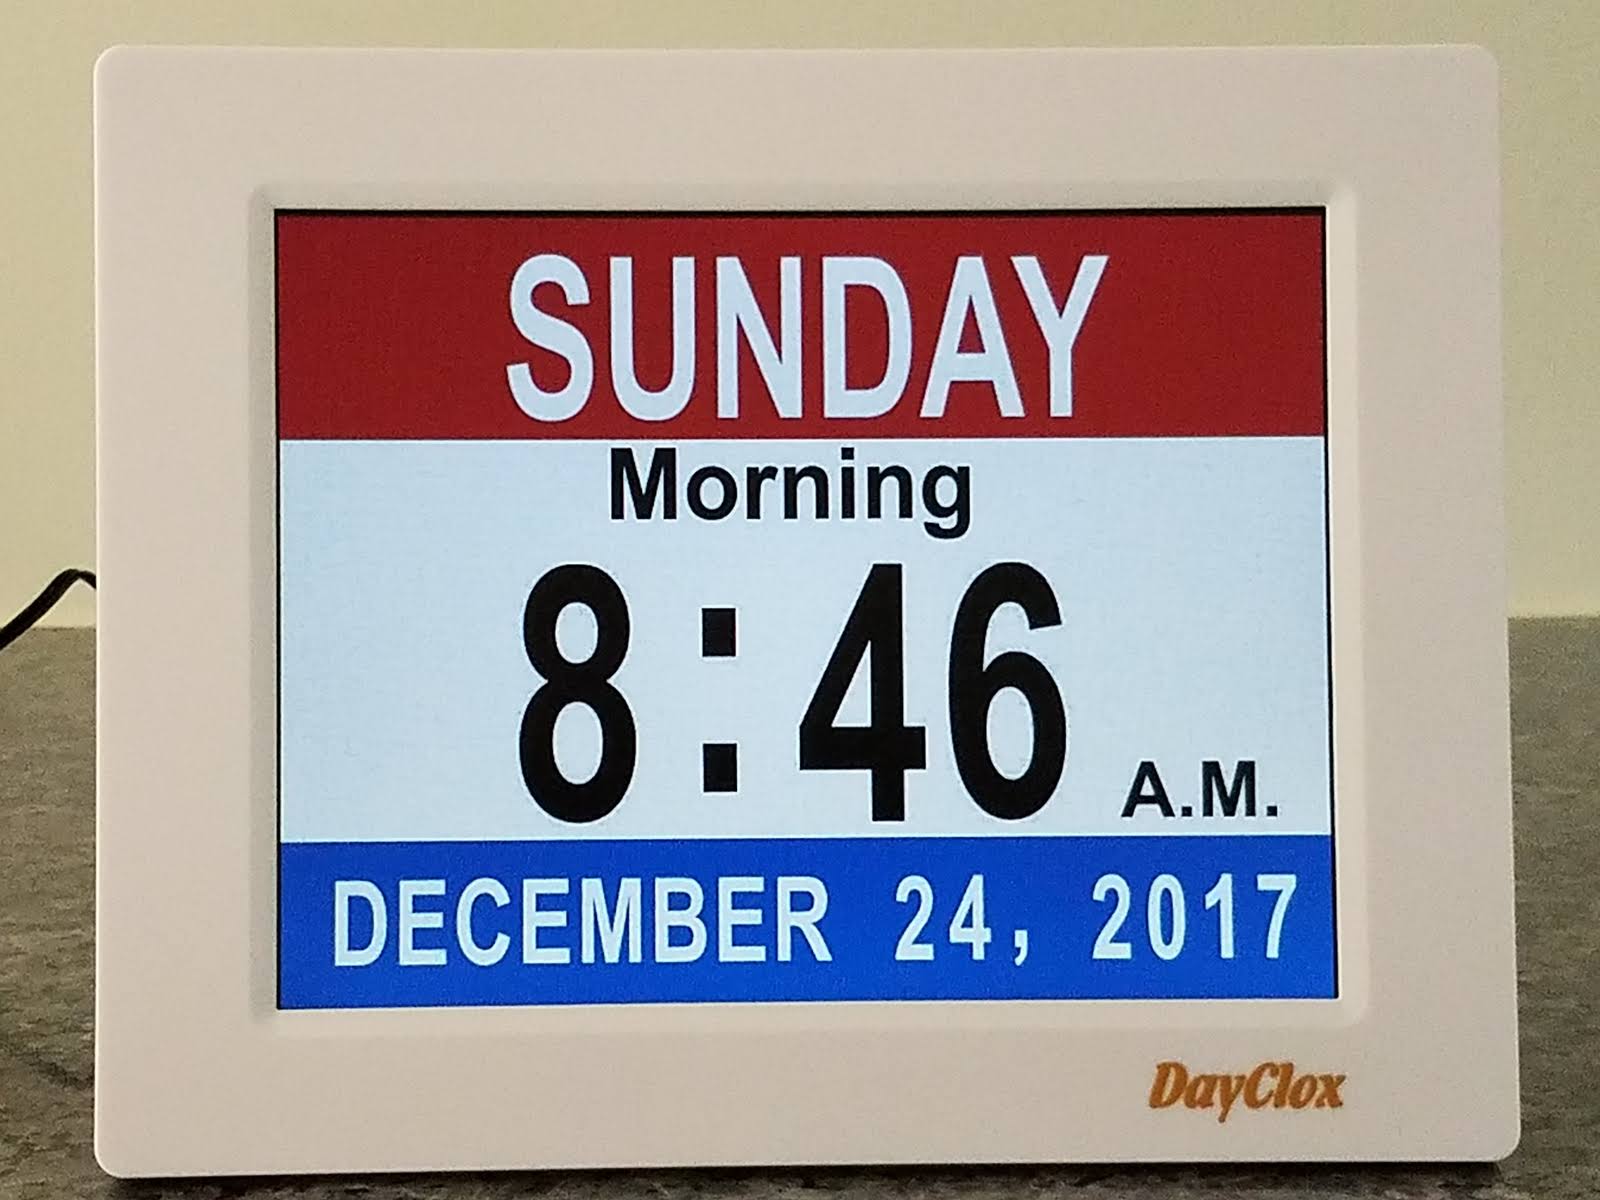 SUNDAY
Morning
8:46 A.M.
DECEMBER 24, 2017
DayClox